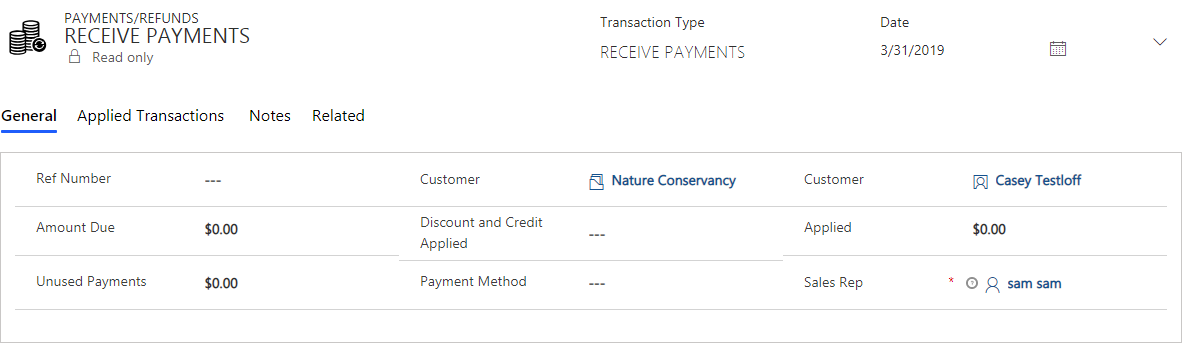 PAYMENTS/REFUNDS
RECEIVE PAYMENTS
Read only
Transaction Type
RECEIVE PAYMENTS
Date
3/31/2019
General Applied Transactions Notes Related
Ref Number --- Customer Nature Conservancy Customer Casey Testloff
Amount Due $0.00 Discount and Credit Applied --- Applied $0.00
Unused Payments $0.00 Payment Method --- Sales Rep * sam sam